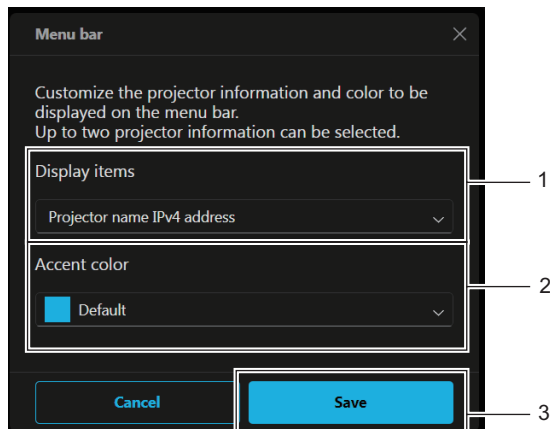 Menu bar
Customize the projector information and color to be
displayed on the menu bar.
Up to two projector information can be selected.
Display items
1
Projector name IPv4 address
Accent color
2
Default
Cancel
Save
3